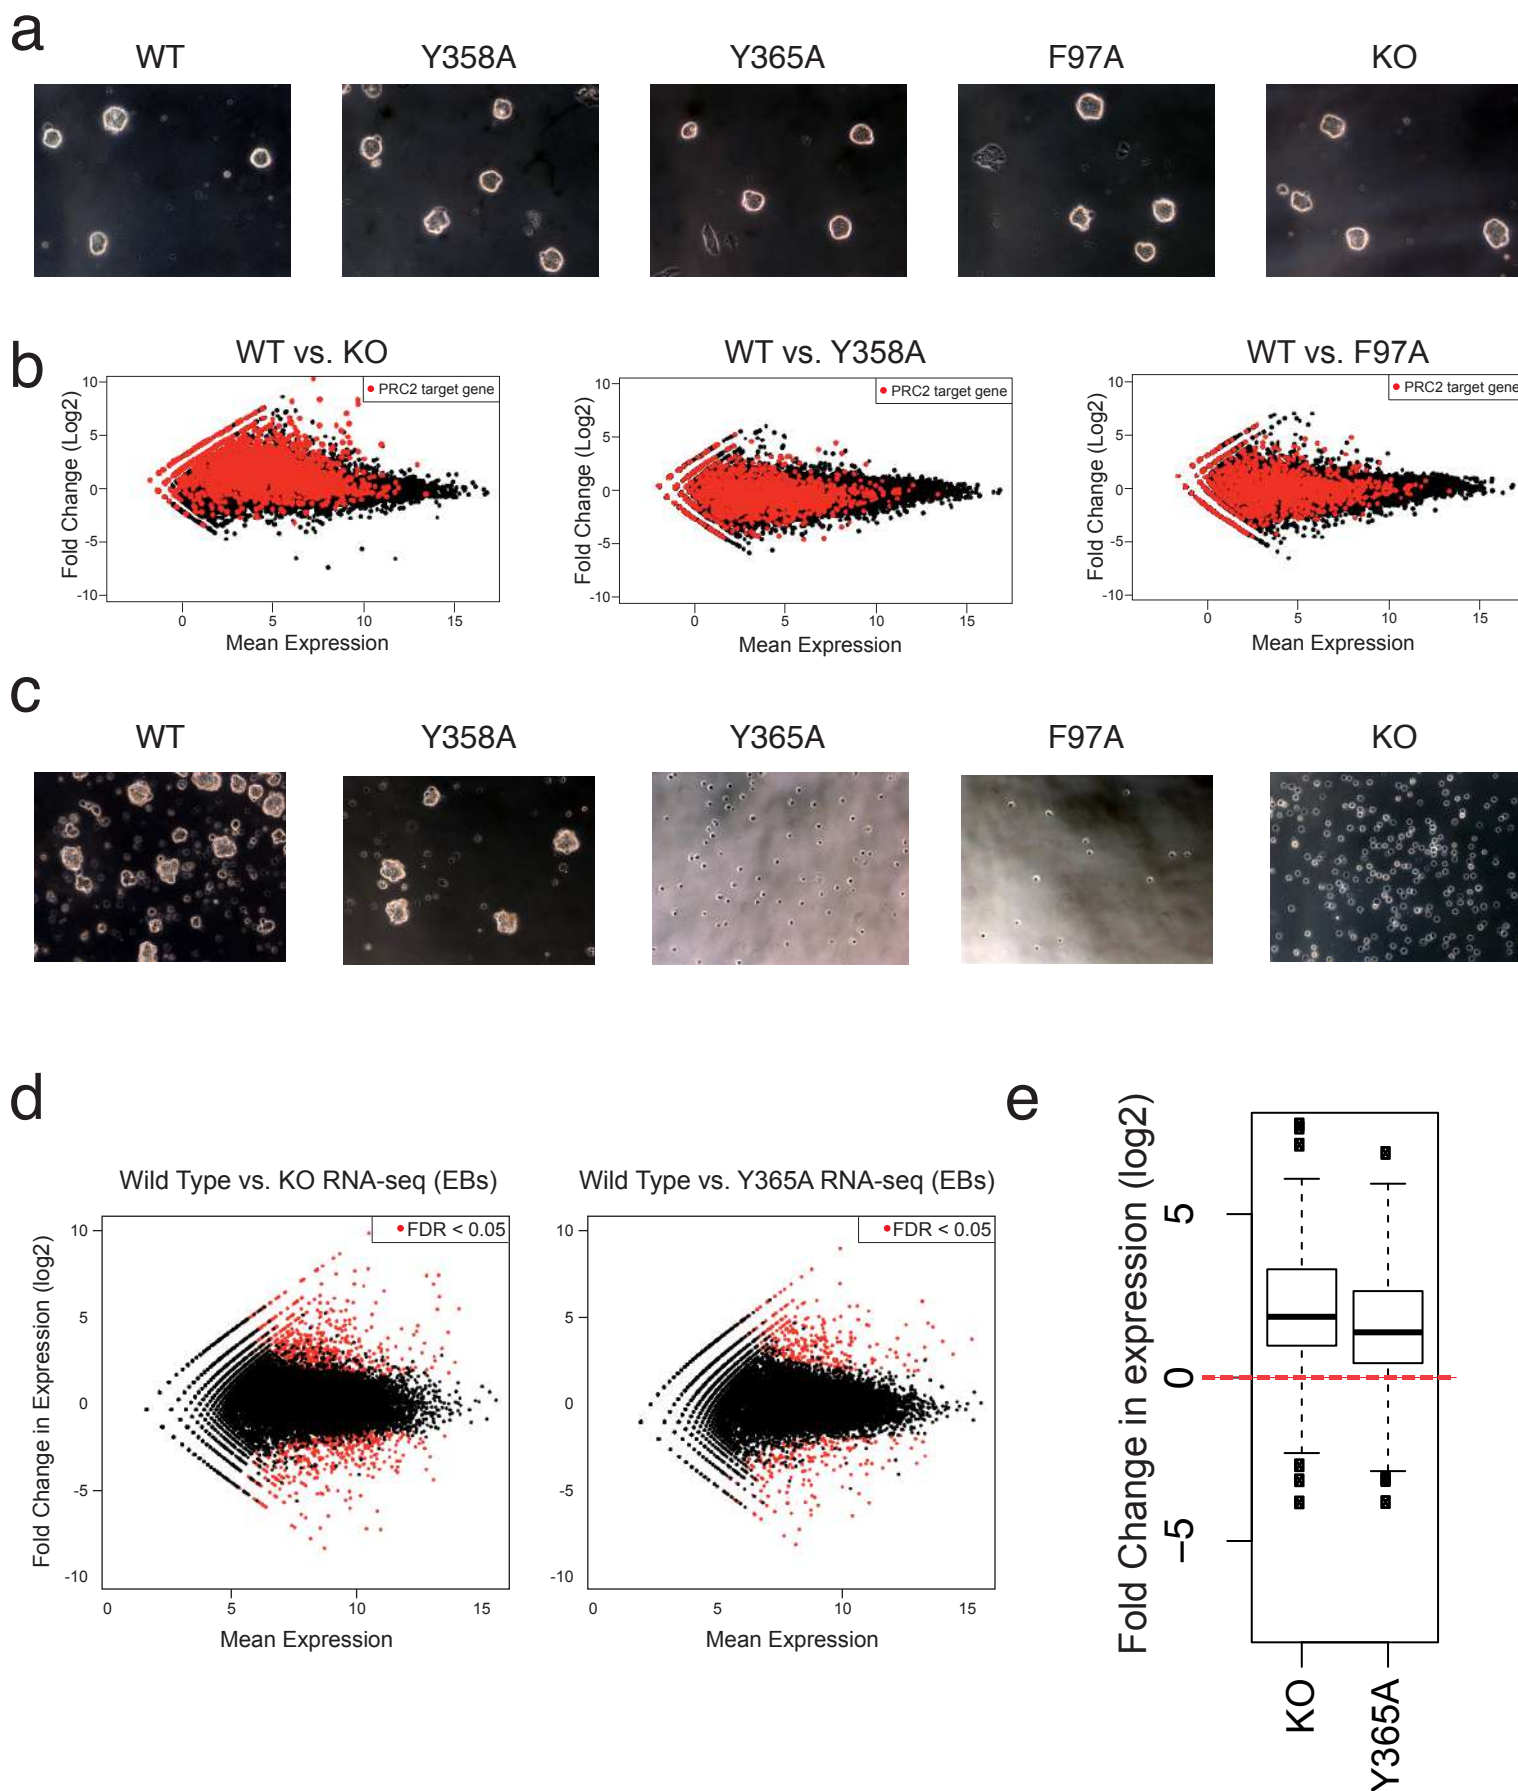 a
WT
Y358A
Y365A
F97A
KO
b
WT vs. KO
WT vs. Y358A
WT vs. F97A
PRC2 target gene
PRC2 target gene
PRC2 target gene
Fold Change (Log2)
10
5
0
-5
-10
0
5
10
15
Mean Expression
Fold Change (Log2)
10
5
0
-5
-10
0
5
10
15
Mean Expression
Fold Change (Log2)
10
5
0
-5
-10
0
5
10
15
Mean Expression
c
WT
Y358A
Y365A
F97A
KO
d
Wild Type vs. KO RNA-seq (EBs)
FDR < 0.05
Fold Change in Expression (log2)
10
5
0
-5
-10
0
5
10
15
Mean Expression
Wild Type vs. Y365A RNA-seq (EBs)
FDR < 0.05
10
5
0
-5
-10
0
5
10
15
Mean Expression
e
Fold Change in expression (log2)
5
0
−5
KO
Y365A